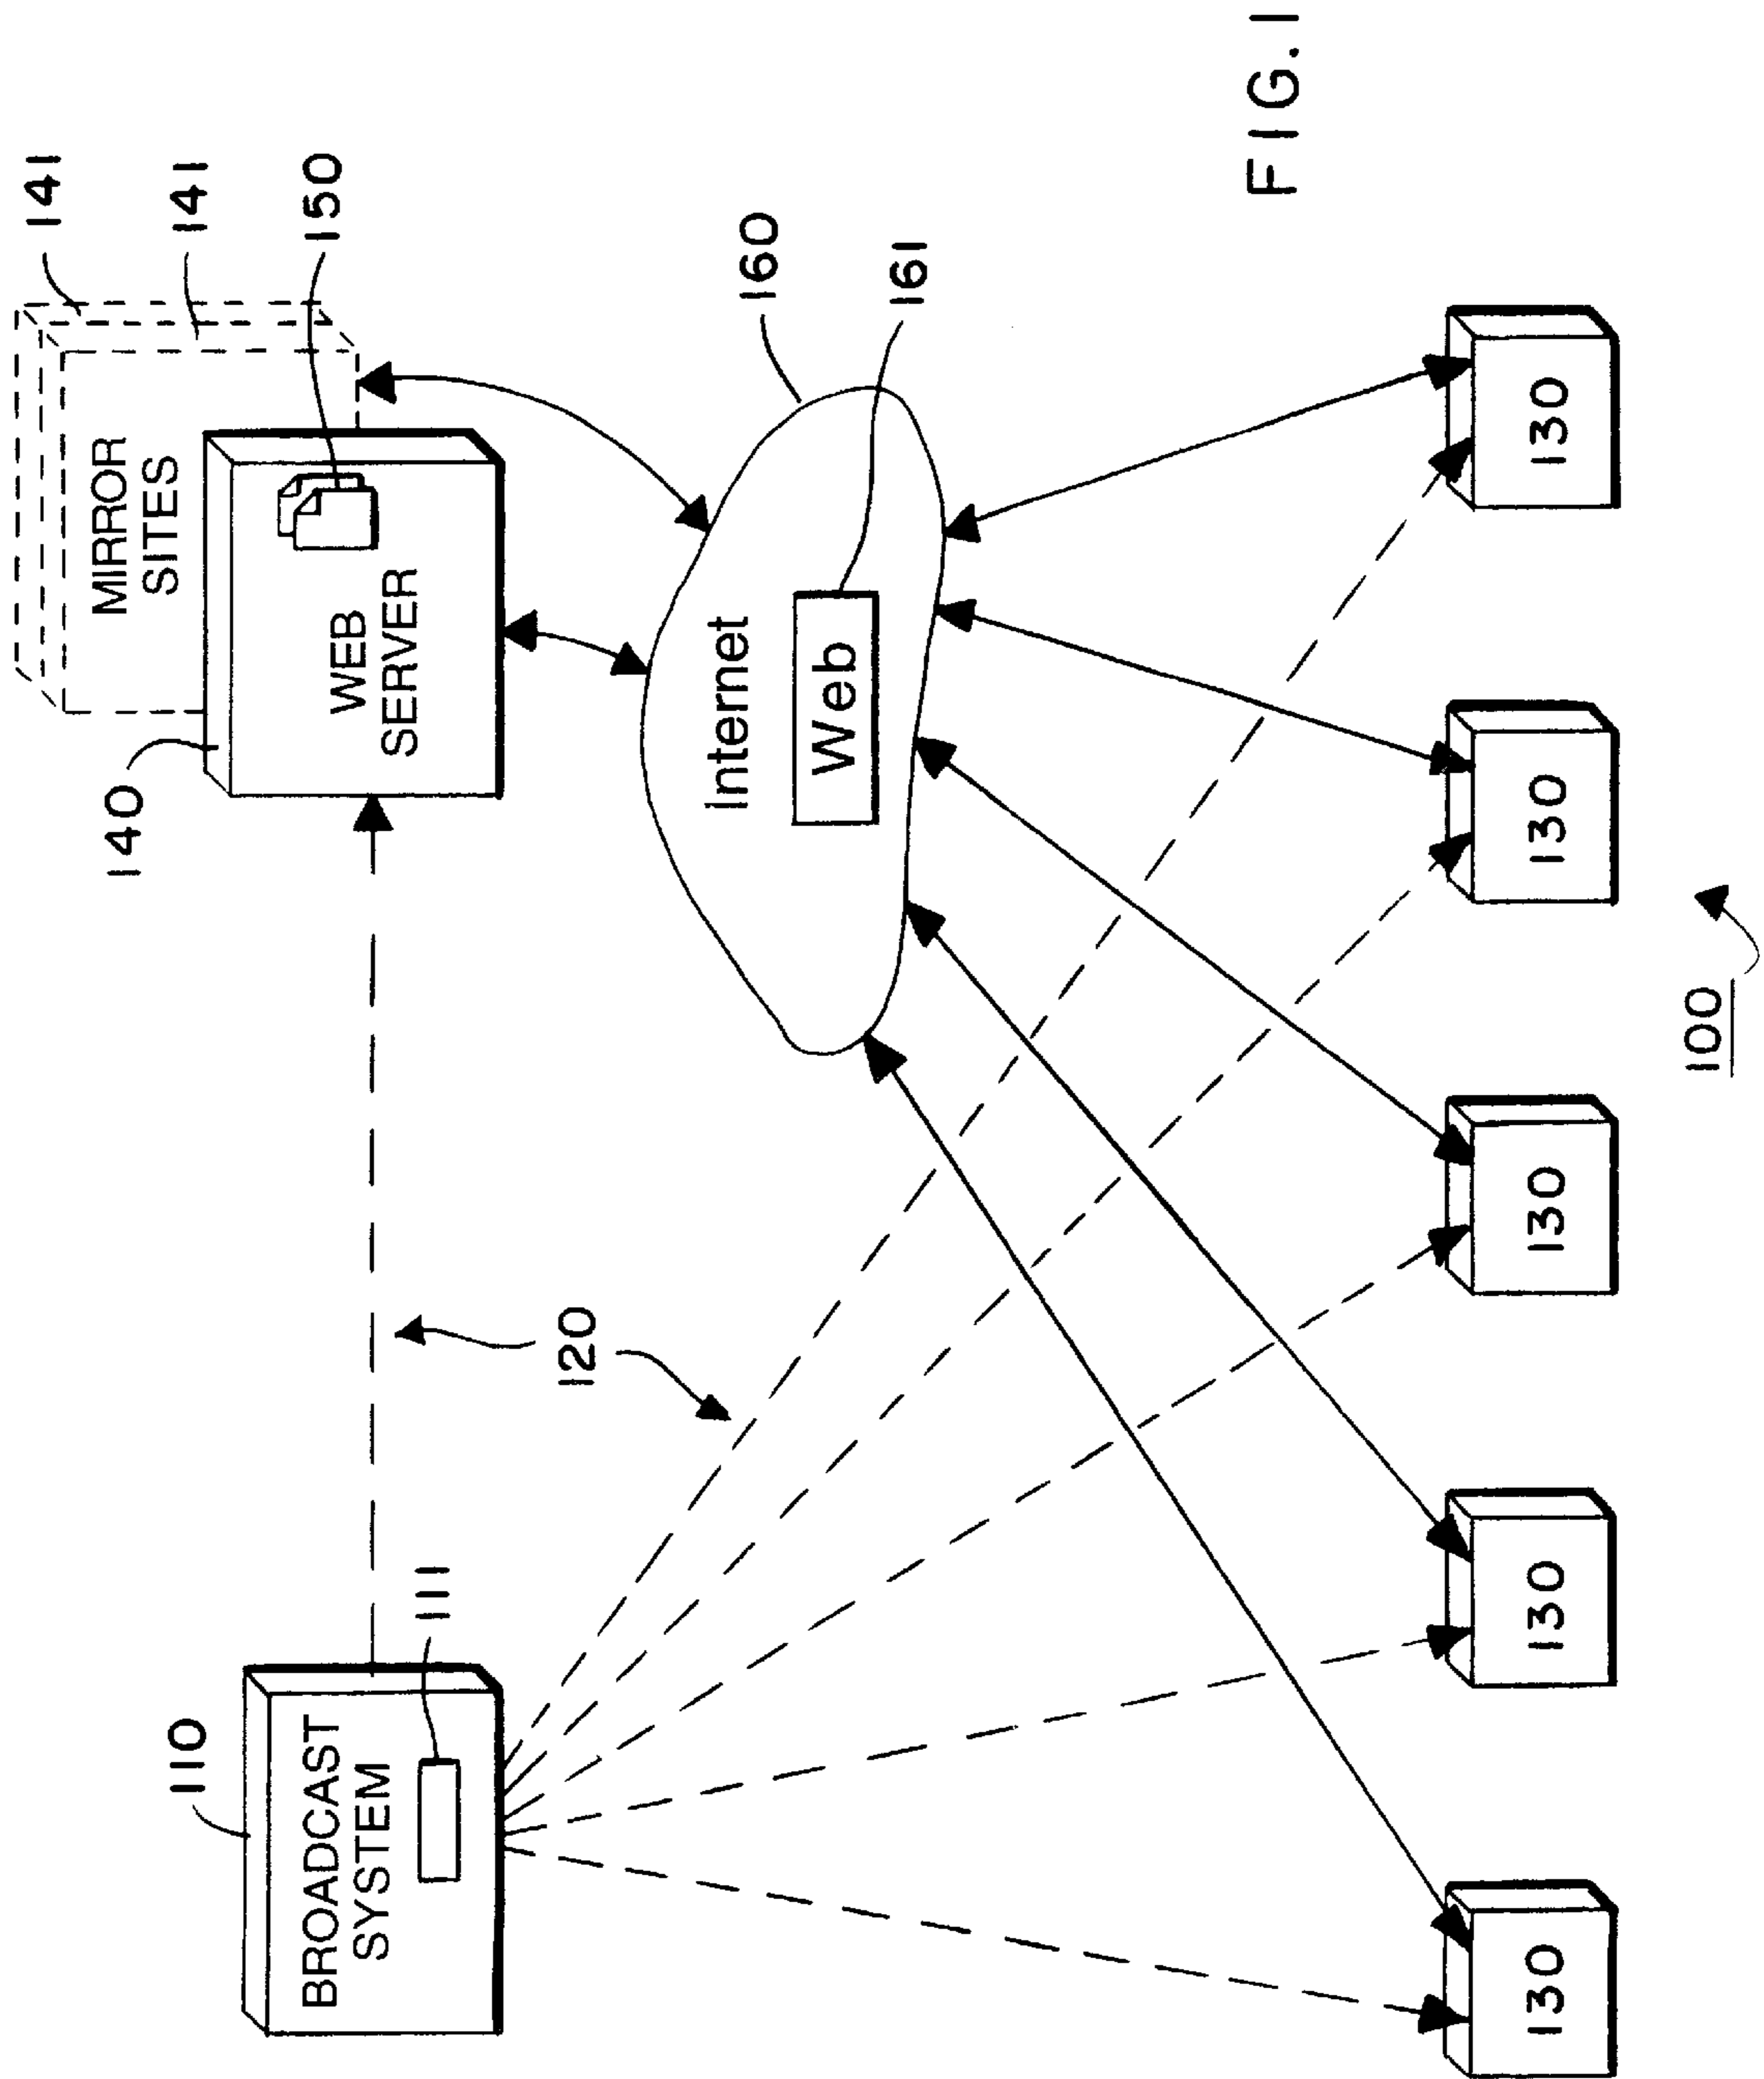 141
141
MIRROR
SITES
150
140
WEB
SERVER
110
BROADCAST
SYSTEM
111
120
160
Internet
Web
161
130
130
130
130
130
100
FIG. 1